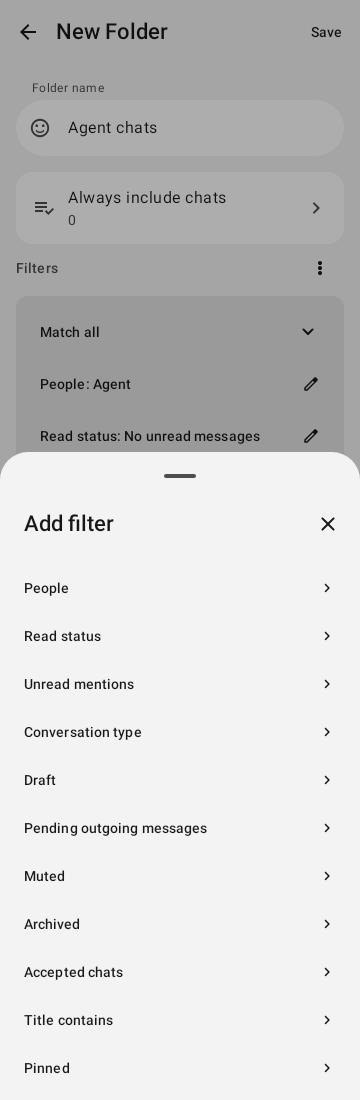 New Folder
Save
Folder name
Agent chats
Always include chats
0
Filters
Match all
People: Agent
Read status: No unread messages
Add filter
People
Read status
Unread mentions
Conversation type
Draft
Pending outgoing messages
Muted
Archived
Accepted chats
Title contains
Pinned